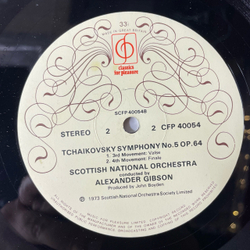 33
MADE IN GREAT BRITAIN
cfp
classics
for pleasure
SCFP 40054B
STEREO 2
2 CFP 40054
TCHAIKOVSKY SYMPHONY No.5 OP.64
1. 3rd Movement: Valse
2. 4th Movement: Finale
SCOTTISH NATIONAL ORCHESTRA
conducted by
ALEXANDER GIBSON
Produced by John Boyden
℗ 1973 Scottish National Orchestra Society Limited